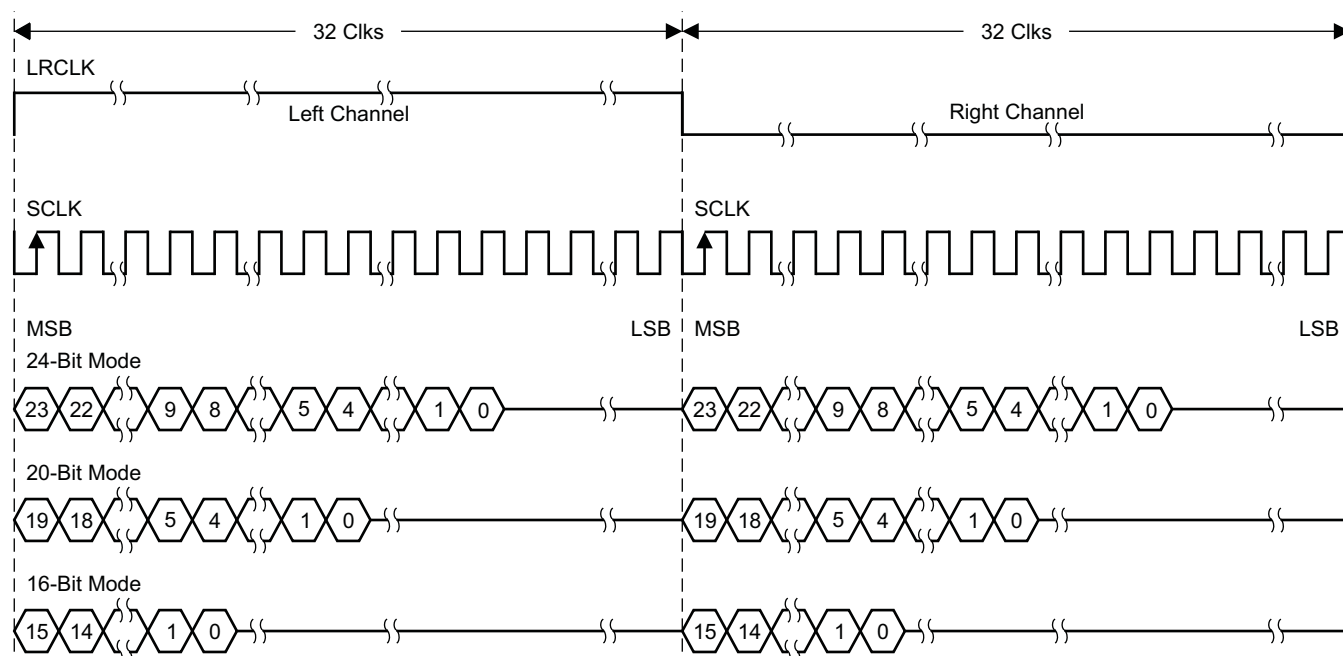 32 Clks 32 Clks
LRCLK
Left Channel Right Channel
SCLK SCLK
MSB LSB MSB LSB
24-Bit Mode
23 22 9 8 5 4 1 0 23 22 9 8 5 4 1 0
20-Bit Mode
19 18 5 4 1 0 19 18 5 4 1 0
16-Bit Mode
15 14 1 0 15 14 1 0